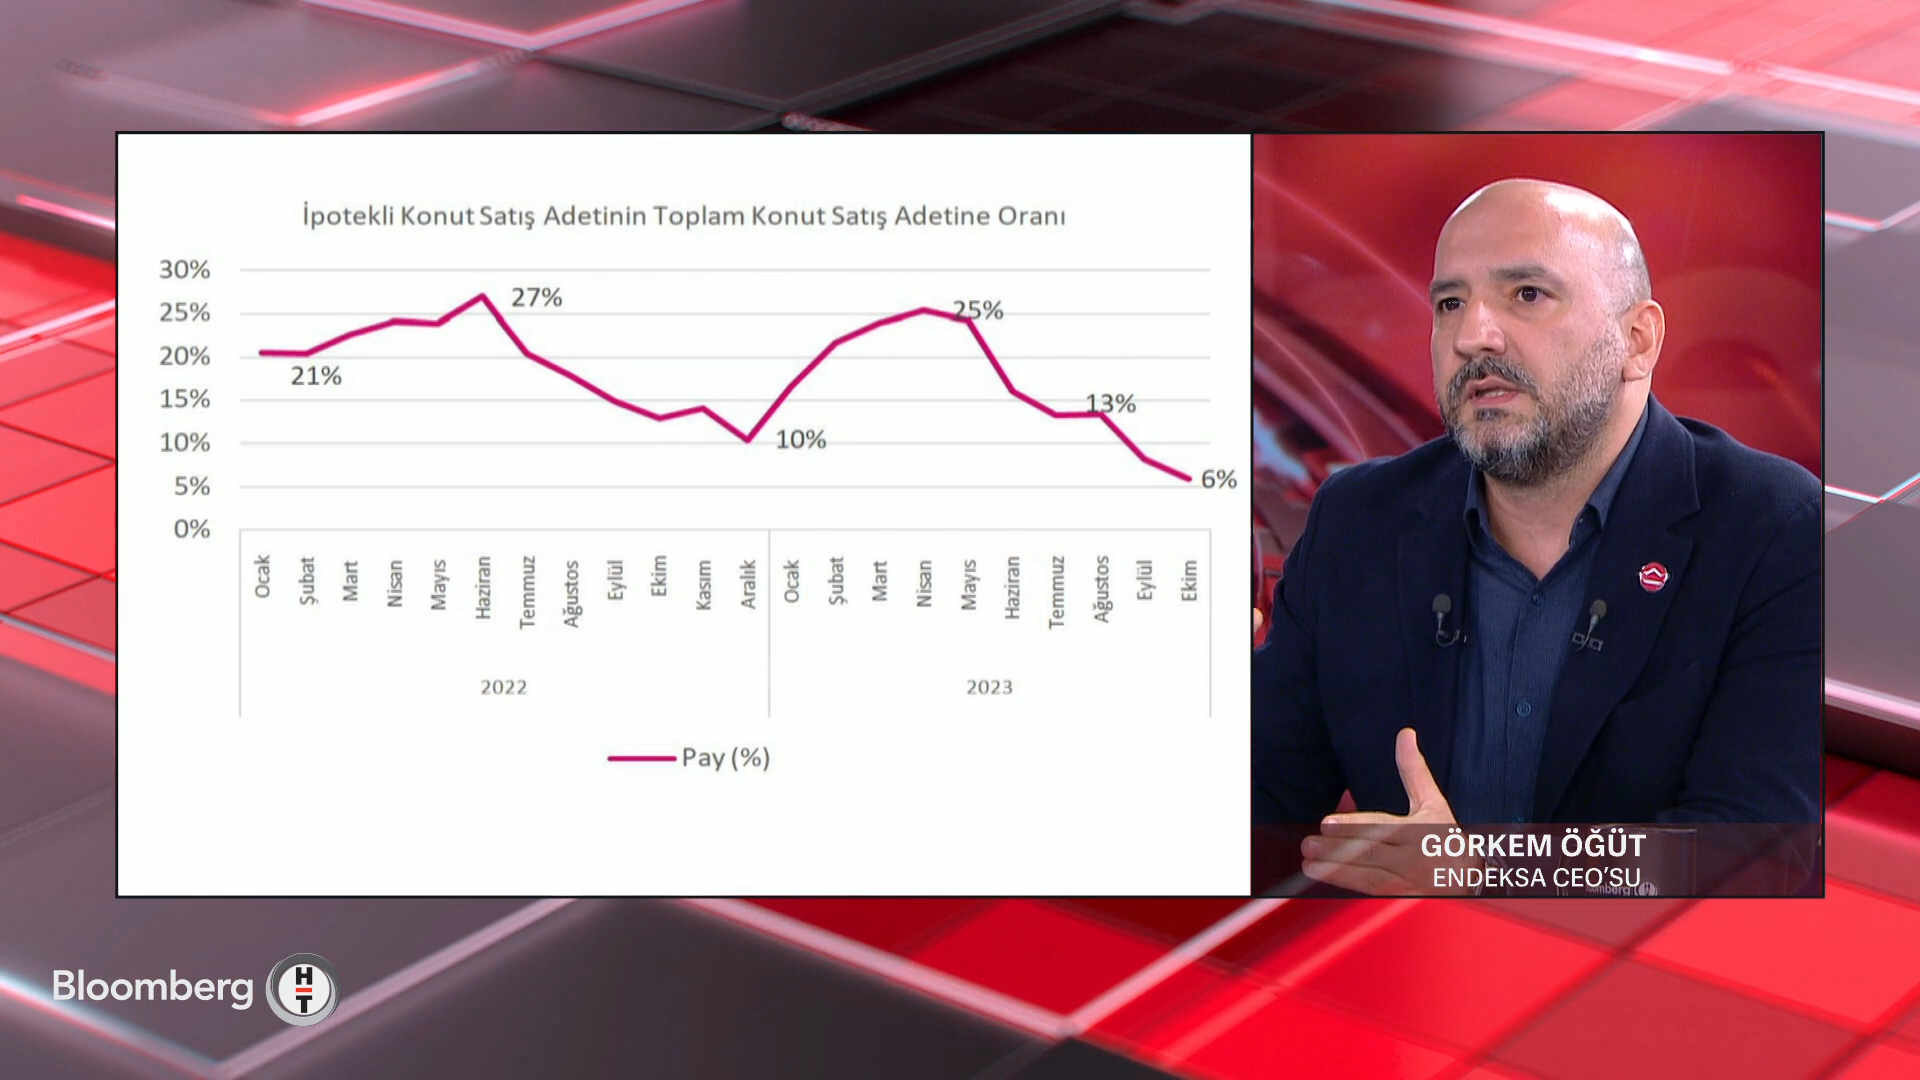 İpotekli Konut Satış Adetinin Toplam Konut Satış Adetine Oranı
30%
25%
20%
15%
10%
5%
0%
21%
27%
10%
25%
13%
6%
Ocak
Şubat
Mart
Nisan
Mayıs
Haziran
Temmuz
Ağustos
Eylül
Ekim
Kasım
Aralık
Ocak
Şubat
Mart
Nisan
Mayıs
Haziran
Temmuz
Ağustos
Eylül
Ekim
2022
2023
Pay (%)
GÖRKEM ÖĞÜT
ENDEKSA CEO'SU
Bloomberg HT